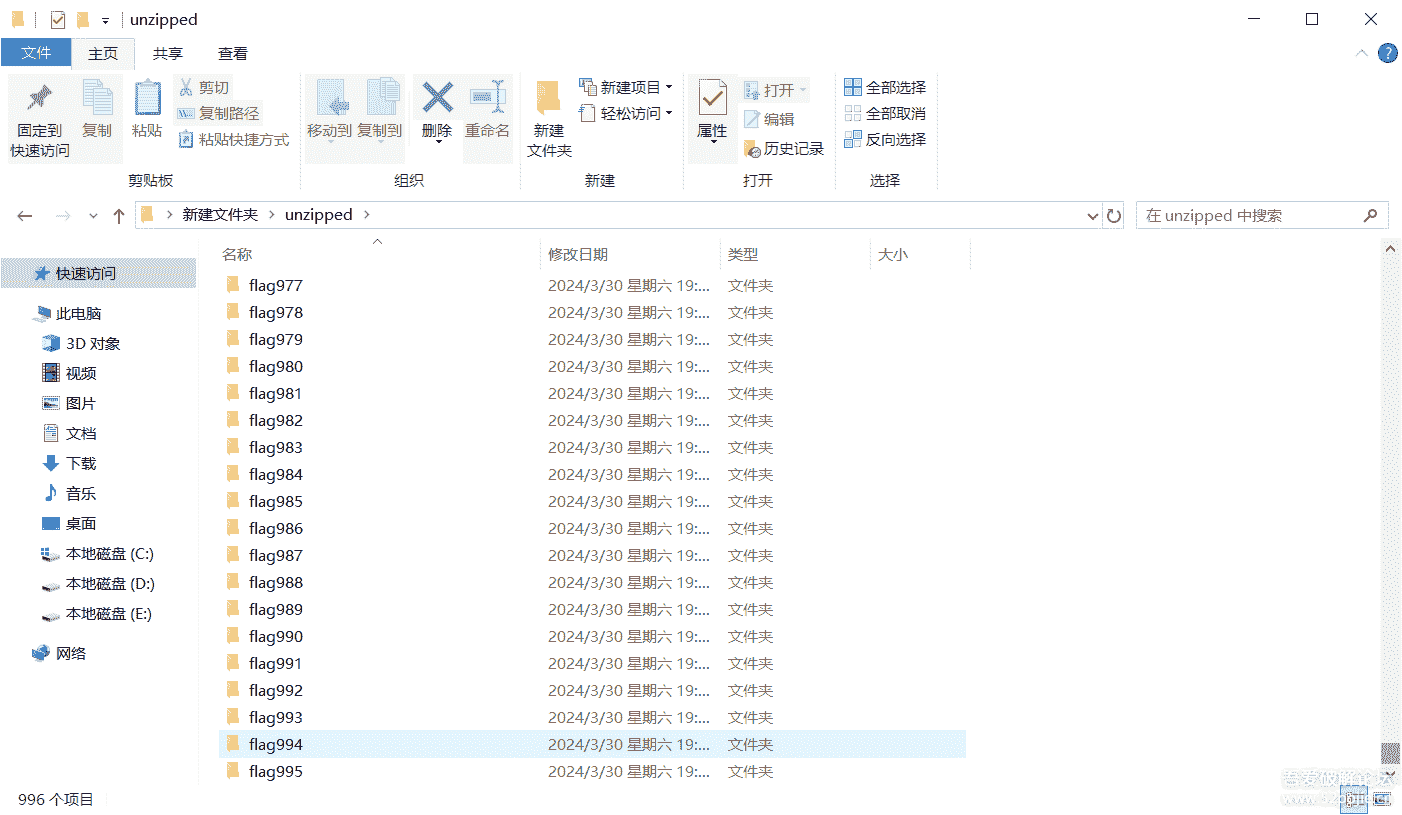 unzipped
文件 主页 共享 查看
固定到快速访问
复制
粘贴
剪切
复制路径
粘贴快捷方式
剪贴板
移动到
复制到
删除
重命名
组织
新建文件夹
新建项目
轻松访问
新建
属性
打开
编辑
历史记录
打开
全部选择
全部取消
反向选择
选择
新建文件夹 unzipped
在 unzipped 中搜索
快速访问
此电脑
3D 对象
视频
图片
文档
下载
音乐
桌面
本地磁盘 (C:)
本地磁盘 (D:)
本地磁盘 (E:)
网络
名称 修改日期 类型 大小
flag977 2024/3/30 星期六 19:... 文件夹
flag978 2024/3/30 星期六 19:... 文件夹
flag979 2024/3/30 星期六 19:... 文件夹
flag980 2024/3/30 星期六 19:... 文件夹
flag981 2024/3/30 星期六 19:... 文件夹
flag982 2024/3/30 星期六 19:... 文件夹
flag983 2024/3/30 星期六 19:... 文件夹
flag984 2024/3/30 星期六 19:... 文件夹
flag985 2024/3/30 星期六 19:... 文件夹
flag986 2024/3/30 星期六 19:... 文件夹
flag987 2024/3/30 星期六 19:... 文件夹
flag988 2024/3/30 星期六 19:... 文件夹
flag989 2024/3/30 星期六 19:... 文件夹
flag990 2024/3/30 星期六 19:... 文件夹
flag991 2024/3/30 星期六 19:... 文件夹
flag992 2024/3/30 星期六 19:... 文件夹
flag993 2024/3/30 星期六 19:... 文件夹
flag994 2024/3/30 星期六 19:... 文件夹
flag995 2024/3/30 星期六 19:... 文件夹
996 个项目
吾爱破解论坛